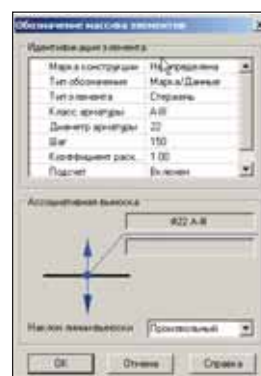 Обозначение массива элементов
Идентификация элемента
Марка конструкции Не определена
Тип обозначения Марка/Данные
Тип элемента Стержень
Класс арматуры A-III
Диаметр арматуры 22
Шаг 150
Коэффициент раск. 1.00
Подсчет Включен
Ассоциативная выноска
Ф22 A-III
Наклон линии выноски Произвольный
OK Отмена Справка